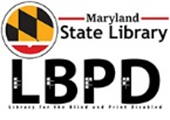 Maryland
State Library
LBPD
Library for the Blind and Print Disabled